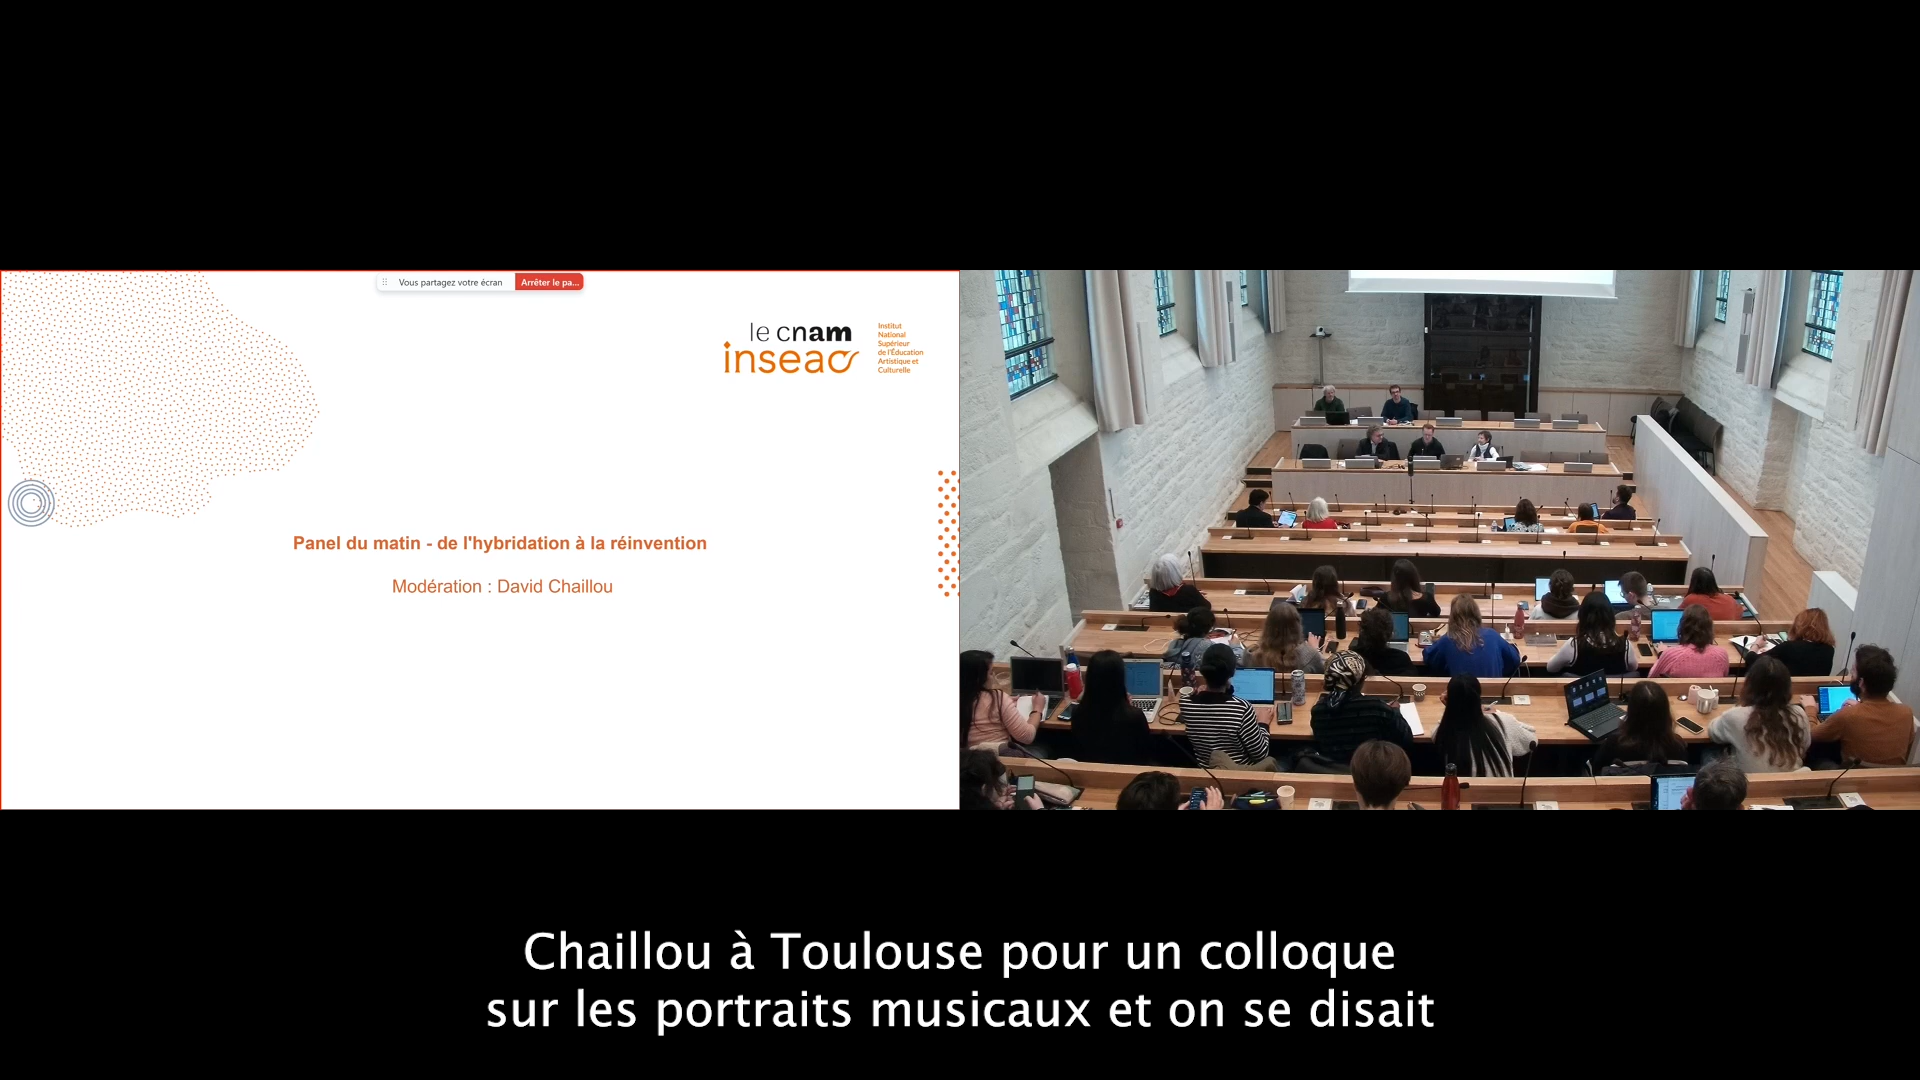 Vous partagez votre écran
Arrêter le pa...
le cnam
inseac
Institut
National
Supérieur
de l'Éducation
Artistique et
Culturelle
Panel du matin - de l'hybridation à la réinvention
Modération : David Chaillou
Chaillou à Toulouse pour un colloque
sur les portraits musicaux et on se disait